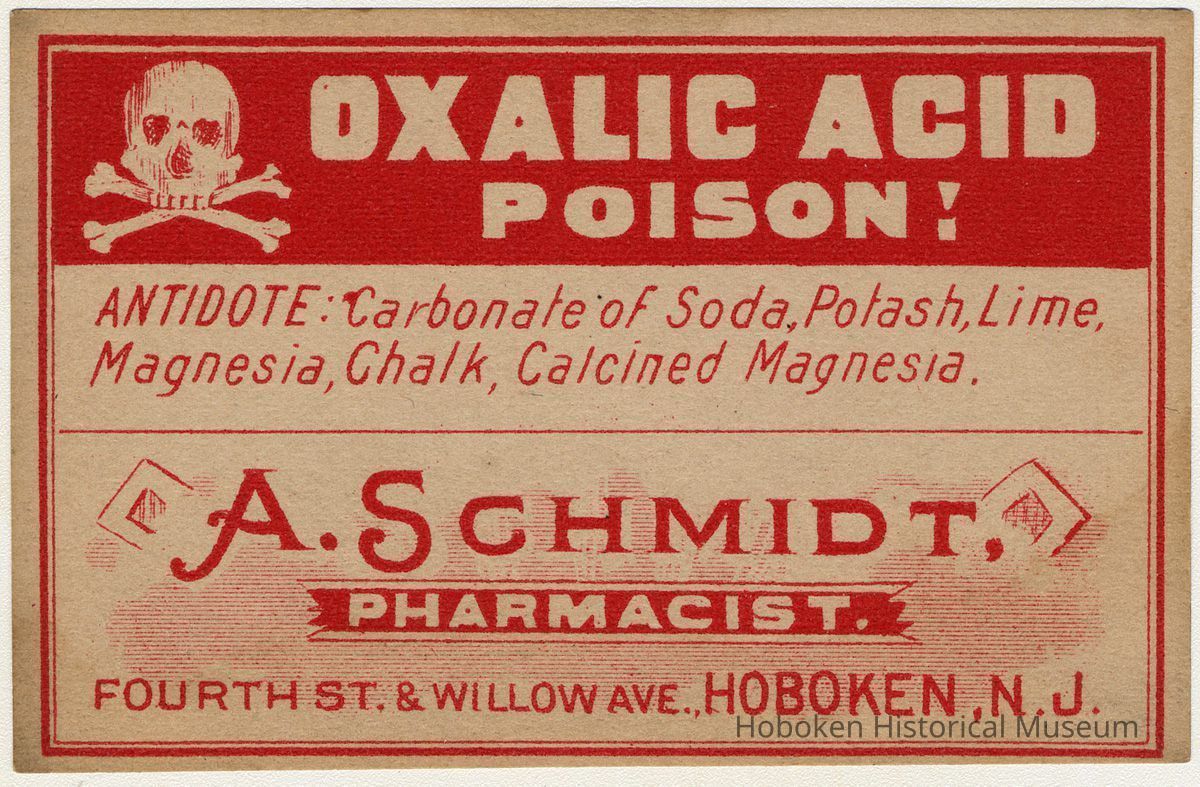 OXALIC ACID
POISON!
ANTIDOTE: Carbonate of Soda, Potash, Lime,
Magnesia, Chalk, Calcined Magnesia.
A. SCHMIDT,
PHARMACIST.
FOURTH ST. & WILLOW AVE., HOBOKEN, N. J.
Hoboken Historical Museum